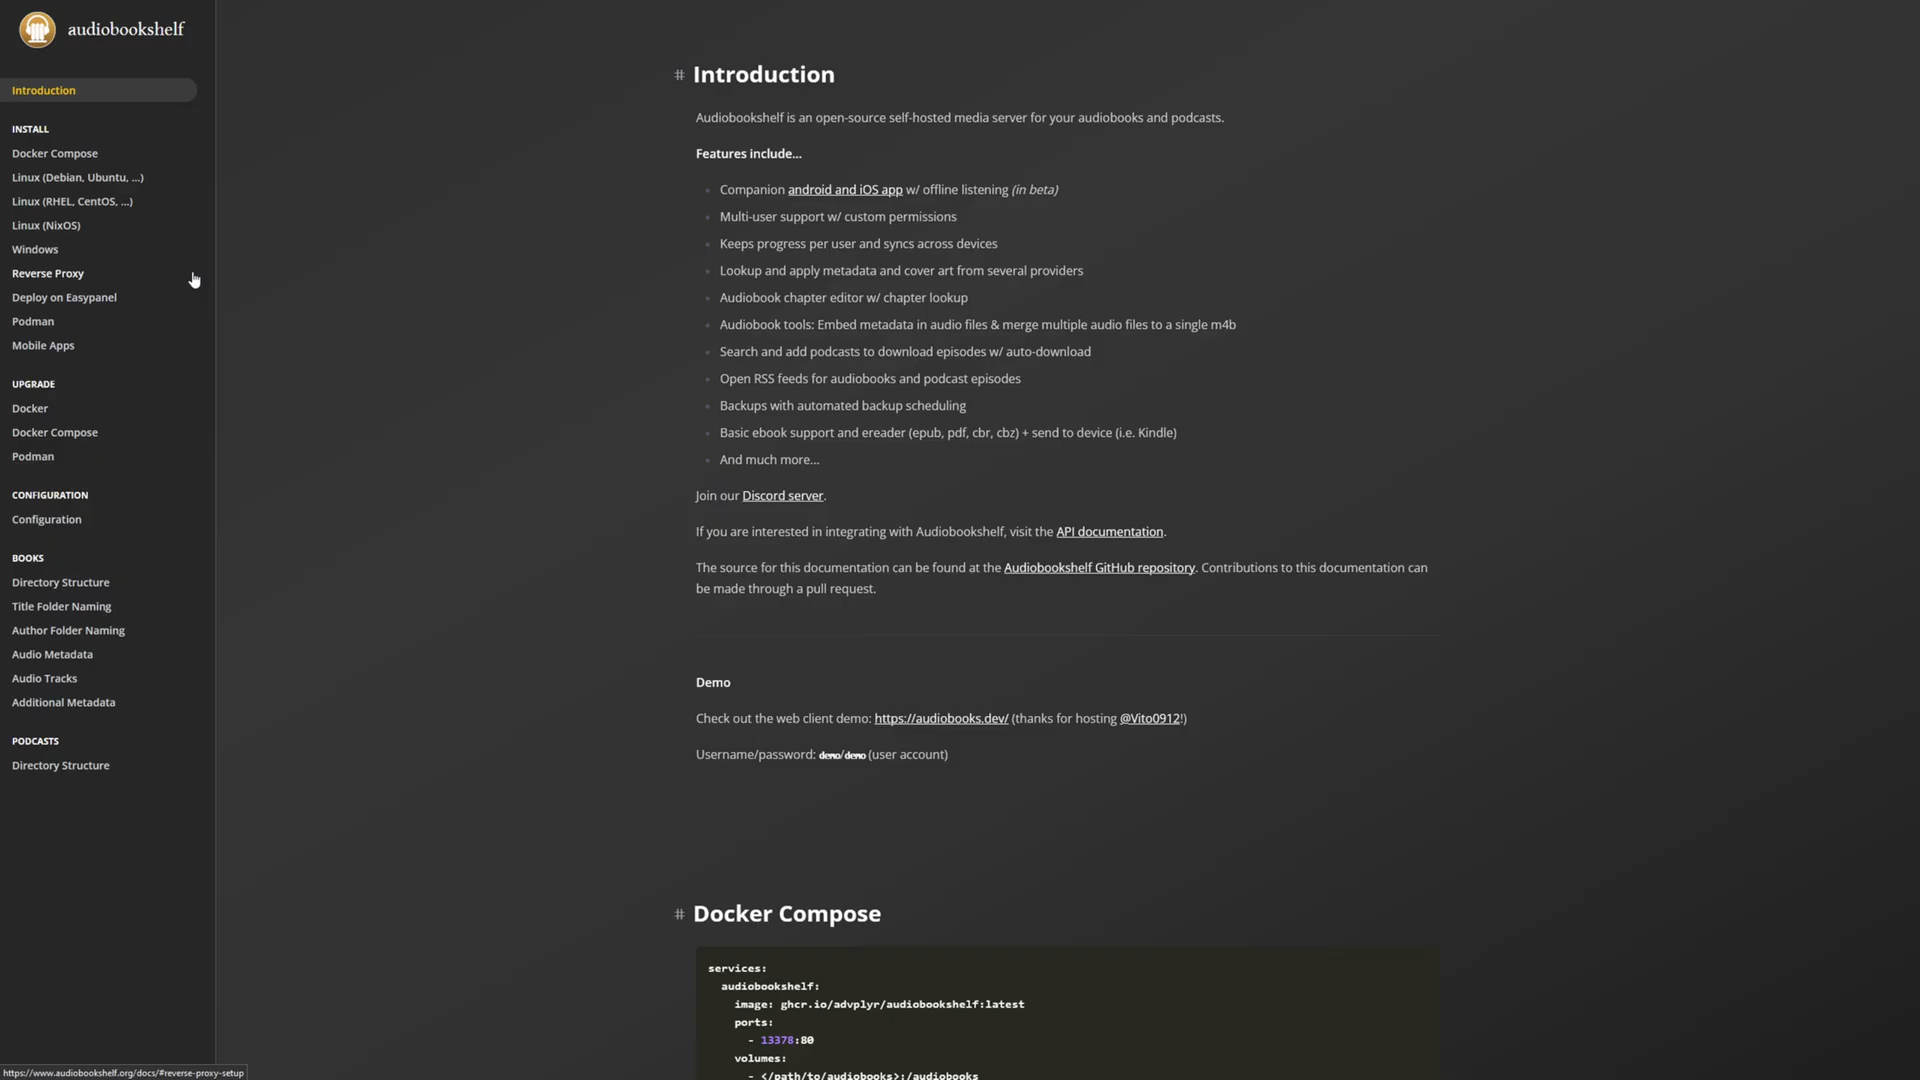 audiobookshelf
Introduction
INSTALL
Docker Compose
Linux (Debian, Ubuntu, ...)
Linux (RHEL, CentOS, ...)
Linux (NixOS)
Windows
Reverse Proxy
Deploy on Easypanel
Podman
Mobile Apps
UPGRADE
Docker
Docker Compose
Podman
CONFIGURATION
Configuration
BOOKS
Directory Structure
Title Folder Naming
Author Folder Naming
Audio Metadata
Audio Tracks
Additional Metadata
PODCASTS
Directory Structure
# Introduction
Audiobookshelf is an open-source self-hosted media server for your audiobooks and podcasts.
Features include...
Companion android and iOS app w/ offline listening (in beta)
Multi-user support w/ custom permissions
Keeps progress per user and syncs across devices
Lookup and apply metadata and cover art from several providers
Audiobook chapter editor w/ chapter lookup
Audiobook tools: Embed metadata in audio files & merge multiple audio files to a single m4b
Search and add podcasts to download episodes w/ auto-download
Open RSS feeds for audiobooks and podcast episodes
Backups with automated backup scheduling
Basic ebook support and ereader (epub, pdf, cbr, cbz) + send to device (i.e. Kindle)
And much more...
Join our Discord server.
If you are interested in integrating with Audiobookshelf, visit the API documentation.
The source for this documentation can be found at the Audiobookshelf GitHub repository. Contributions to this documentation can
be made through a pull request.
Demo
Check out the web client demo: https://audiobooks.dev/ (thanks for hosting @Vito0912!)
Username/password: demo/demo (user account)
# Docker Compose
services:
audiobookshelf:
image: ghcr.io/advplyr/audiobookshelf:latest
ports:
- 13378:80
volumes:
- </path/to/audiobooks>:/audiobooks
https://www.audiobookshelf.org/docs/#reverse-proxy-setup